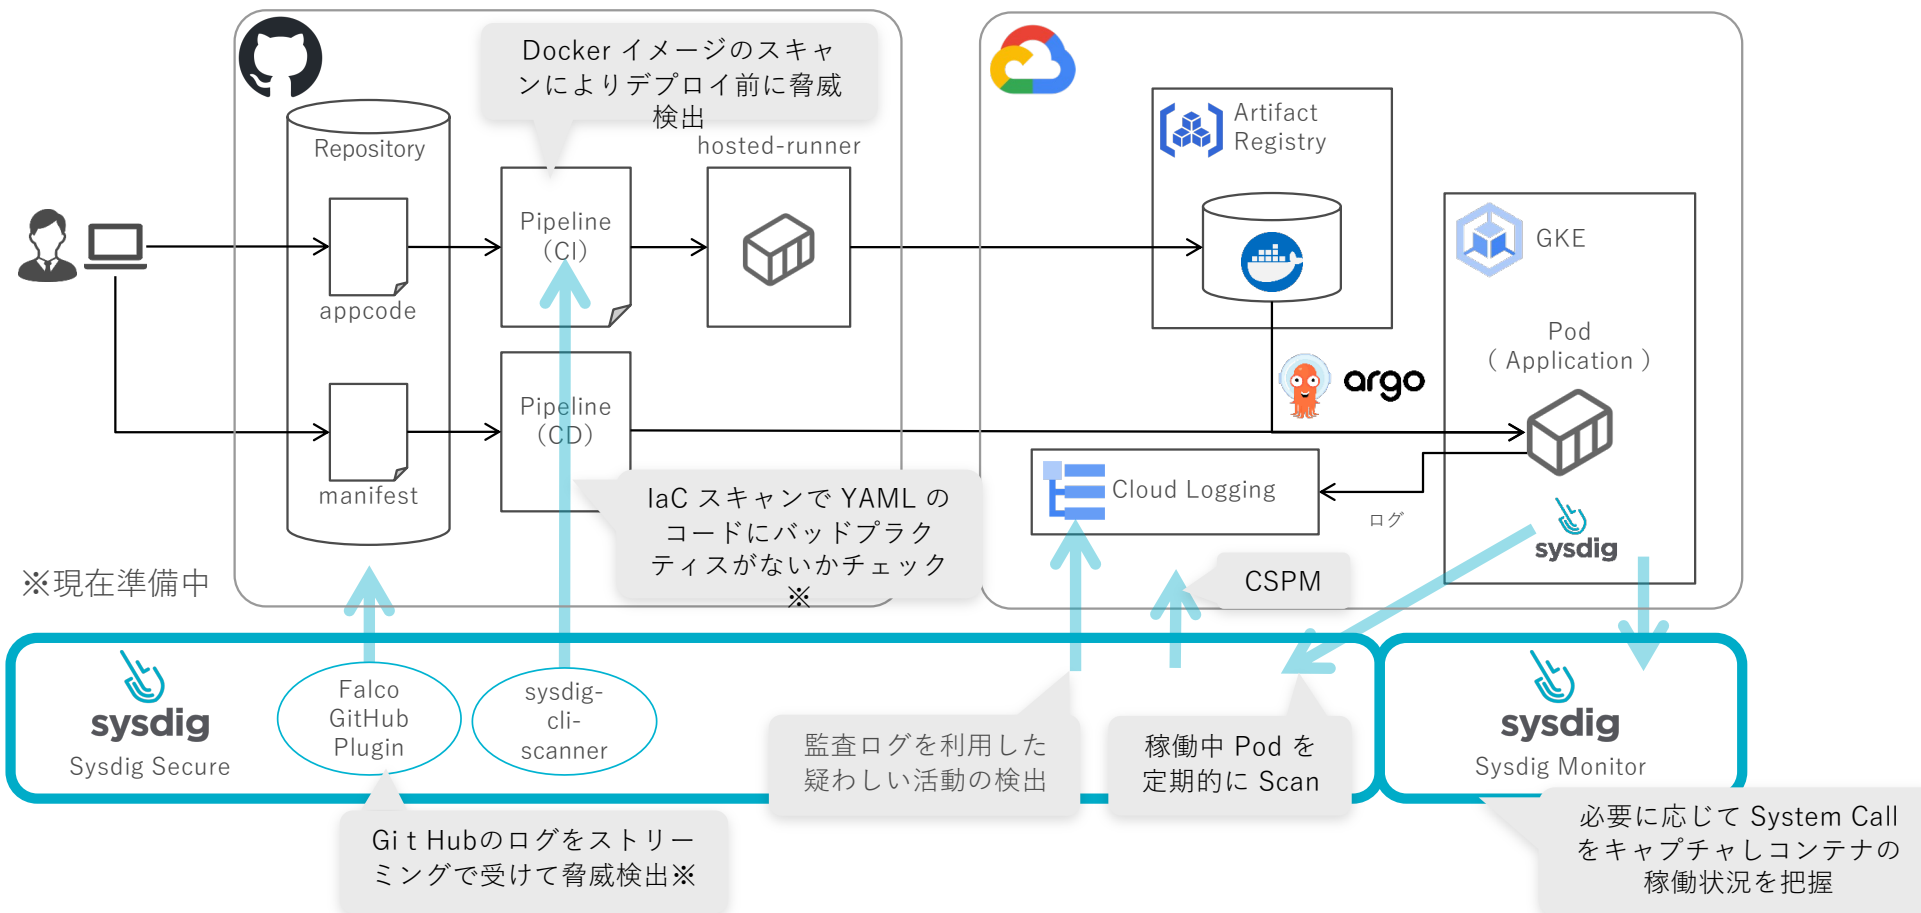 Docker イメージのスキャ
ンによりデプロイ前に脅威
検出
Repository
appcode
manifest
Pipeline
（CI）
hosted-runner
Pipeline
（CD）
IaC スキャンで YAML の
コードにバッドプラク
ティスがないかチェック
※
※現在準備中
Artifact
Registry
GKE
Pod
（ Application ）
argo
Cloud Logging
ログ
sysdig
CSPM
sysdig
Sysdig Secure
Falco
GitHub
Plugin
sysdig-
cli-
scanner
監査ログを利用した
疑わしい活動の検出
稼働中 Pod を
定期的に Scan
sysdig
Sysdig Monitor
Gi t Hubのログをストリー
ミングで受けて脅威検出※
必要に応じて System Call
をキャプチャしコンテナの
稼働状況を把握